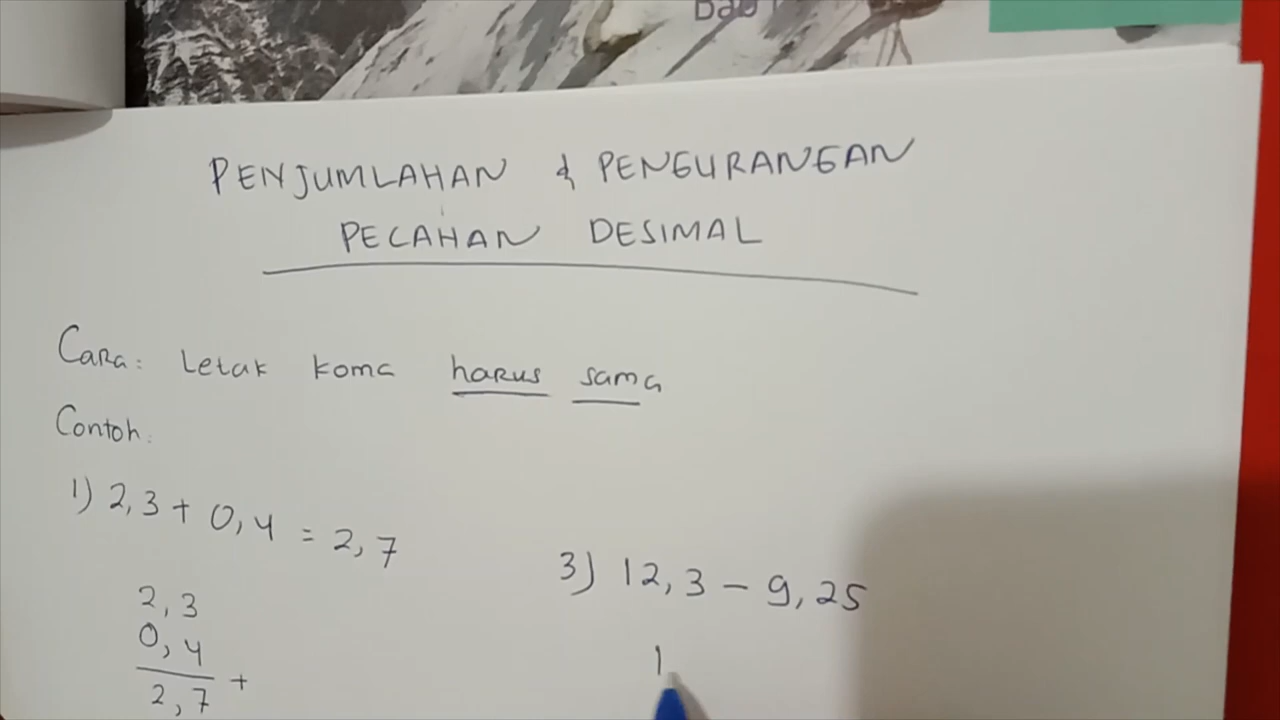 PENJUMLAHAN & PENGURANGAN
PECAHAN DESIMAL
Cara: Letak koma harus sama
Contoh:
1) 2,3 + 0,4 = 2,7
2,3
0,4
2,7 +
3) 12,3 - 9,25
1